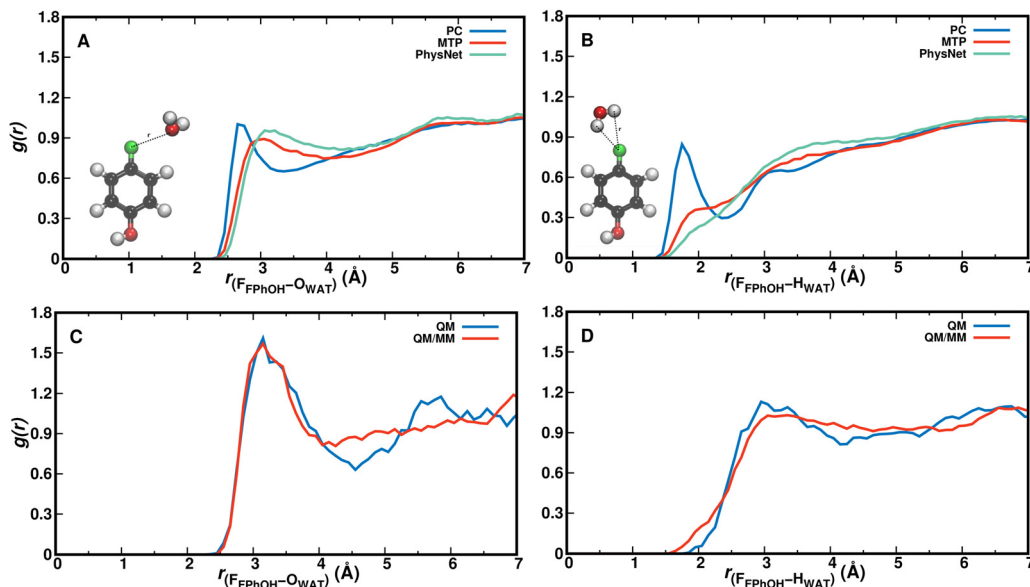 A
PC
MTP
PhysNet
1.8
1.5
1.2
0.9
0.6
0.3
0
g(r)
r
0 1 2 3 4 5 6 7
r(FFPhOH−OWAT) (Å)
B
PC
MTP
PhysNet
1.8
1.5
1.2
0.9
0.6
0.3
0
r
0 1 2 3 4 5 6 7
r(FFPhOH−HWAT) (Å)
C
QM
QM/MM
1.8
1.5
1.2
0.9
0.6
0.3
0
g(r)
0 1 2 3 4 5 6 7
r(FFPhOH−OWAT) (Å)
D
QM
QM/MM
1.8
1.5
1.2
0.9
0.6
0.3
0
0 1 2 3 4 5 6 7
r(FFPhOH−HWAT) (Å)